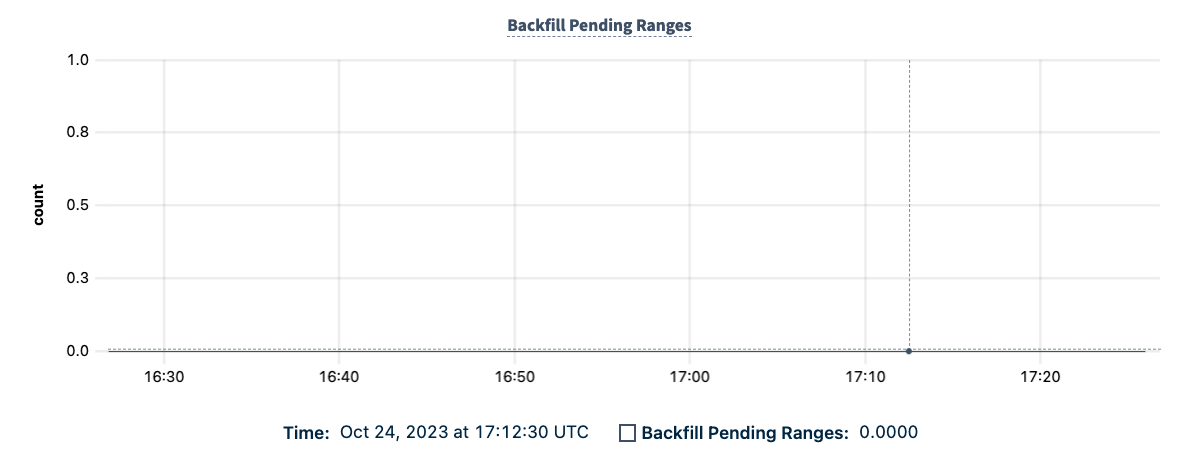 Backfill Pending Ranges
1.0
0.8
0.5
0.3
0.0
count
16:30 16:40 16:50 17:00 17:10 17:20
Time: Oct 24, 2023 at 17:12:30 UTC Backfill Pending Ranges: 0.0000